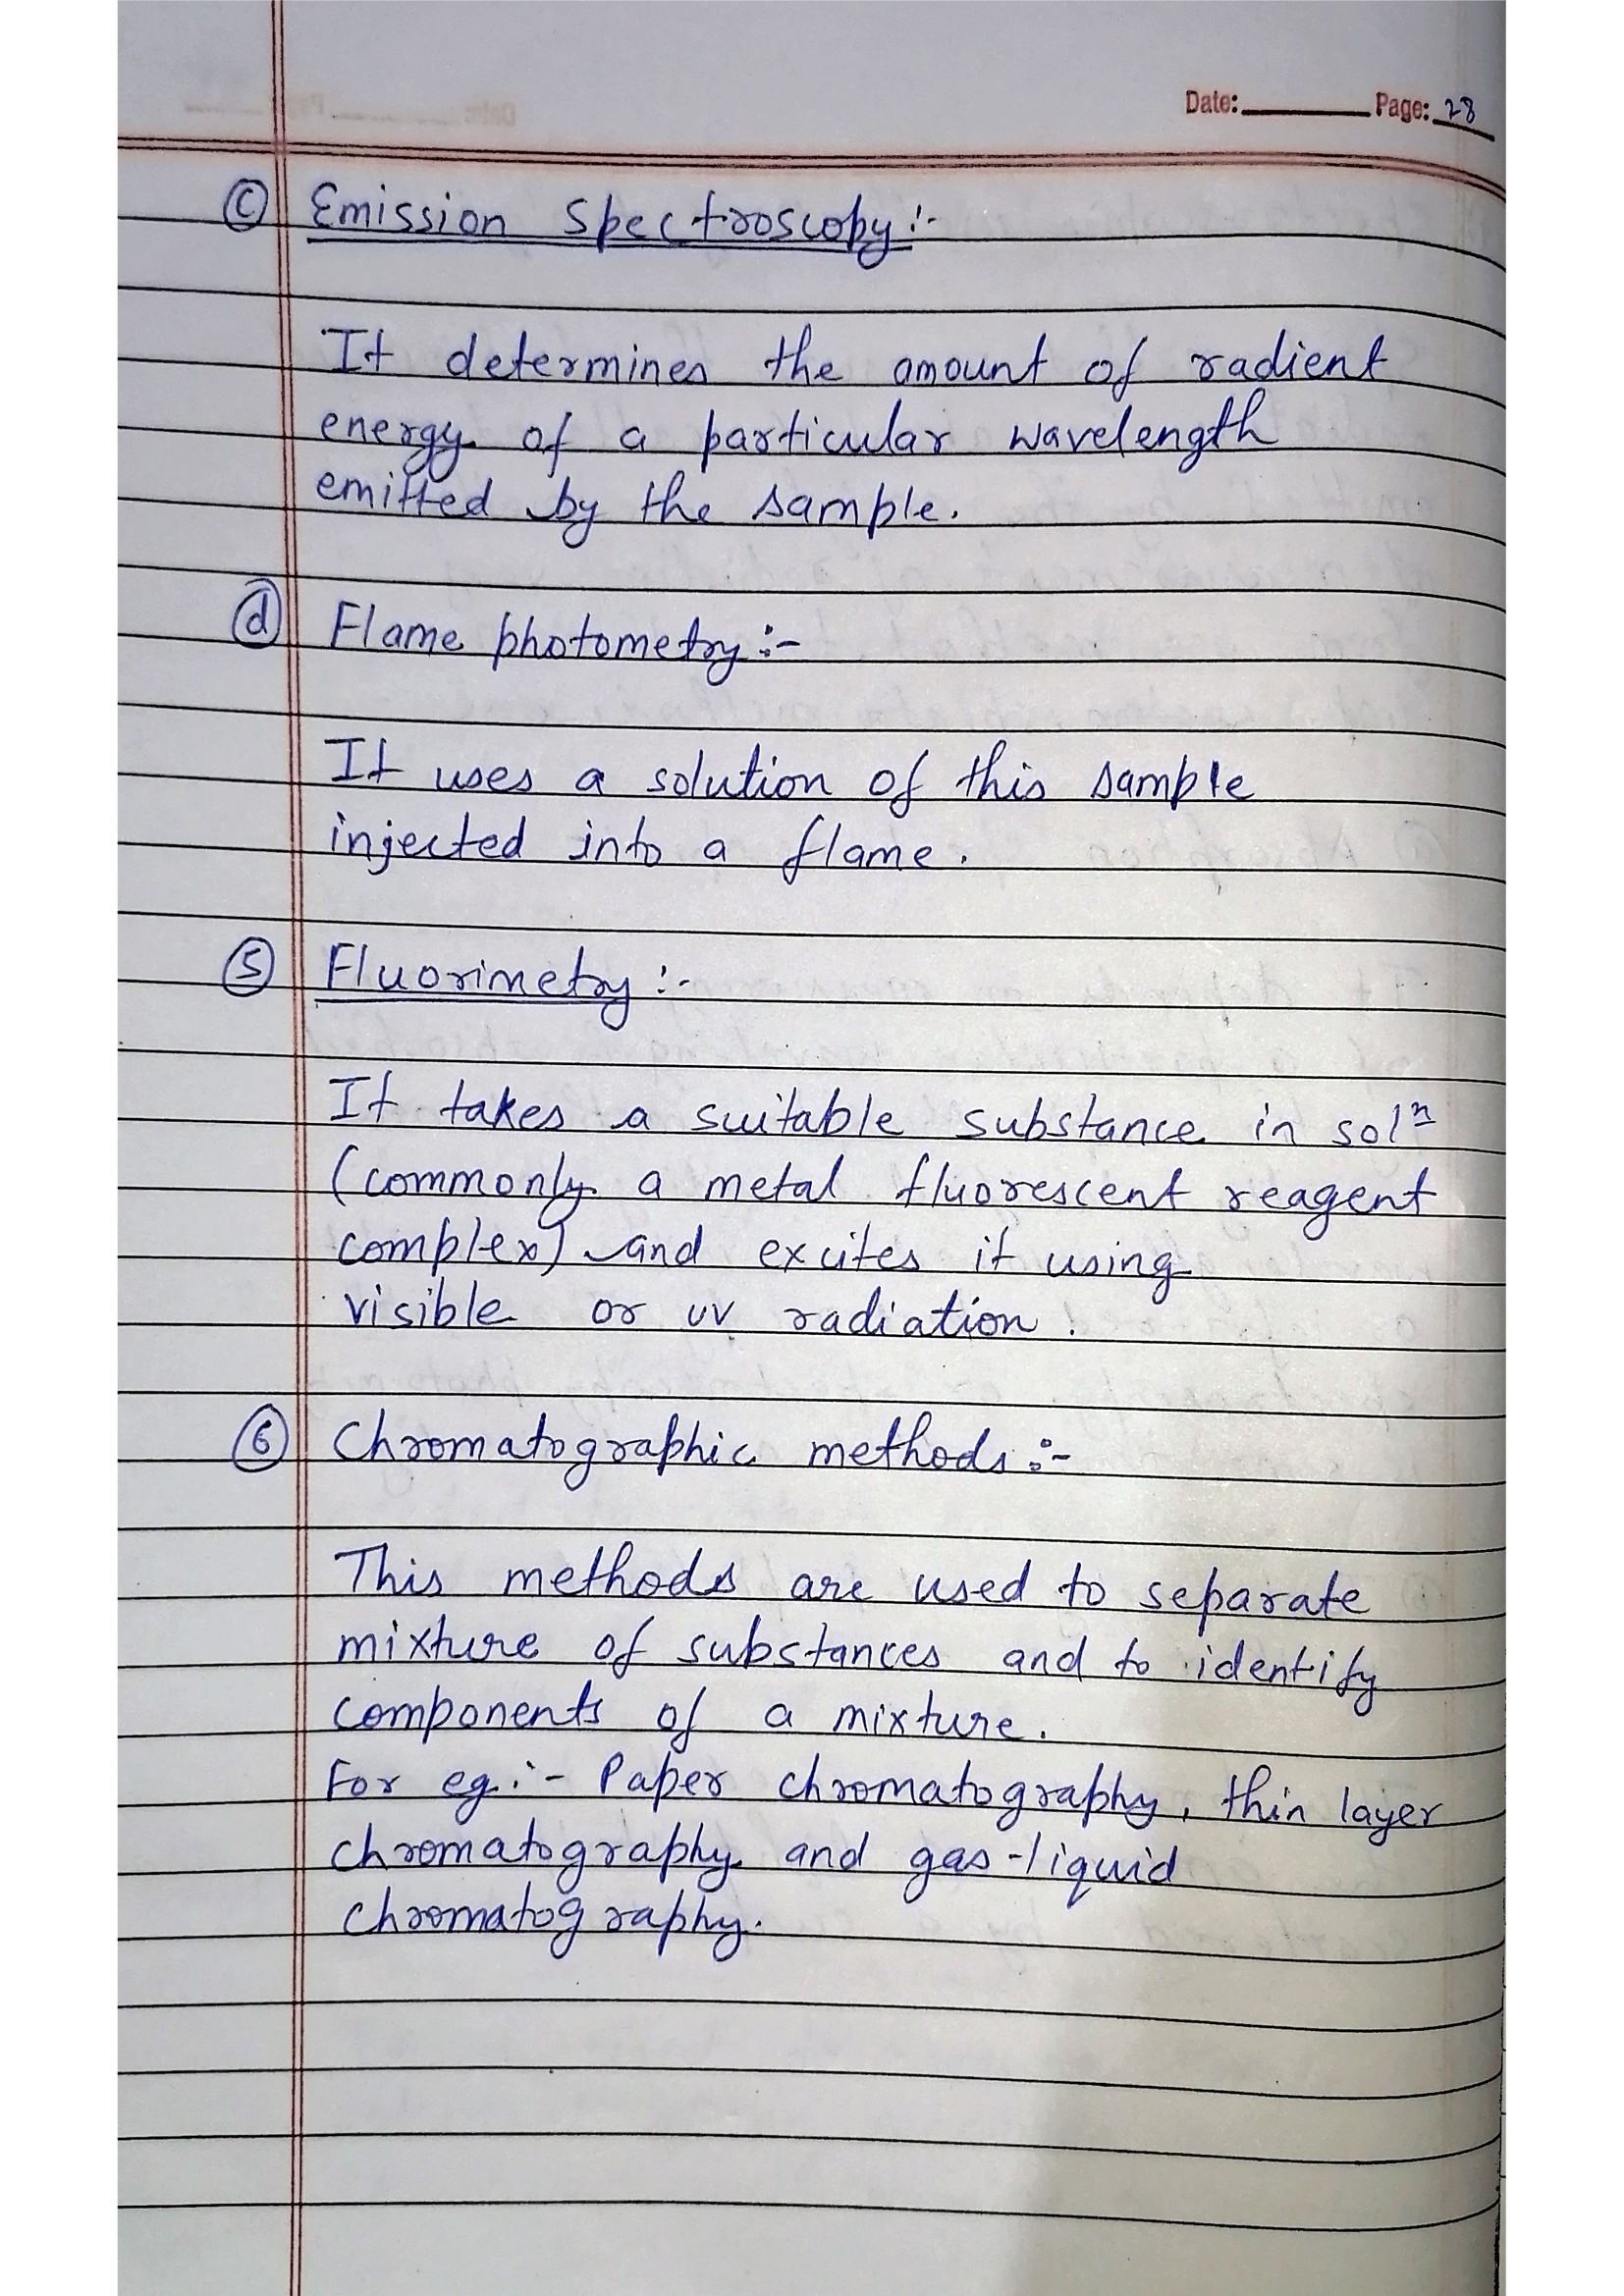 Date: Page: 28
© Emission Spectroscopy:-
It determines the amount of radient
energy of a particular wavelength
emitted by the sample.
ⓓ Flame photometry:-
It uses a solution of this sample
injected into a flame.
⑤ Fluorimetry:-
It takes a suitable substance in solⁿ
(commonly a metal fluorescent reagent
complex) and excites it using
visible or uv radiation.
⑥ Chromatographic methods:-
This methods are used to separate
mixture of substances and to identify
components of a mixture.
For eg:- Paper chromatography, thin layer
chromatography and gas-liquid
chromatography.